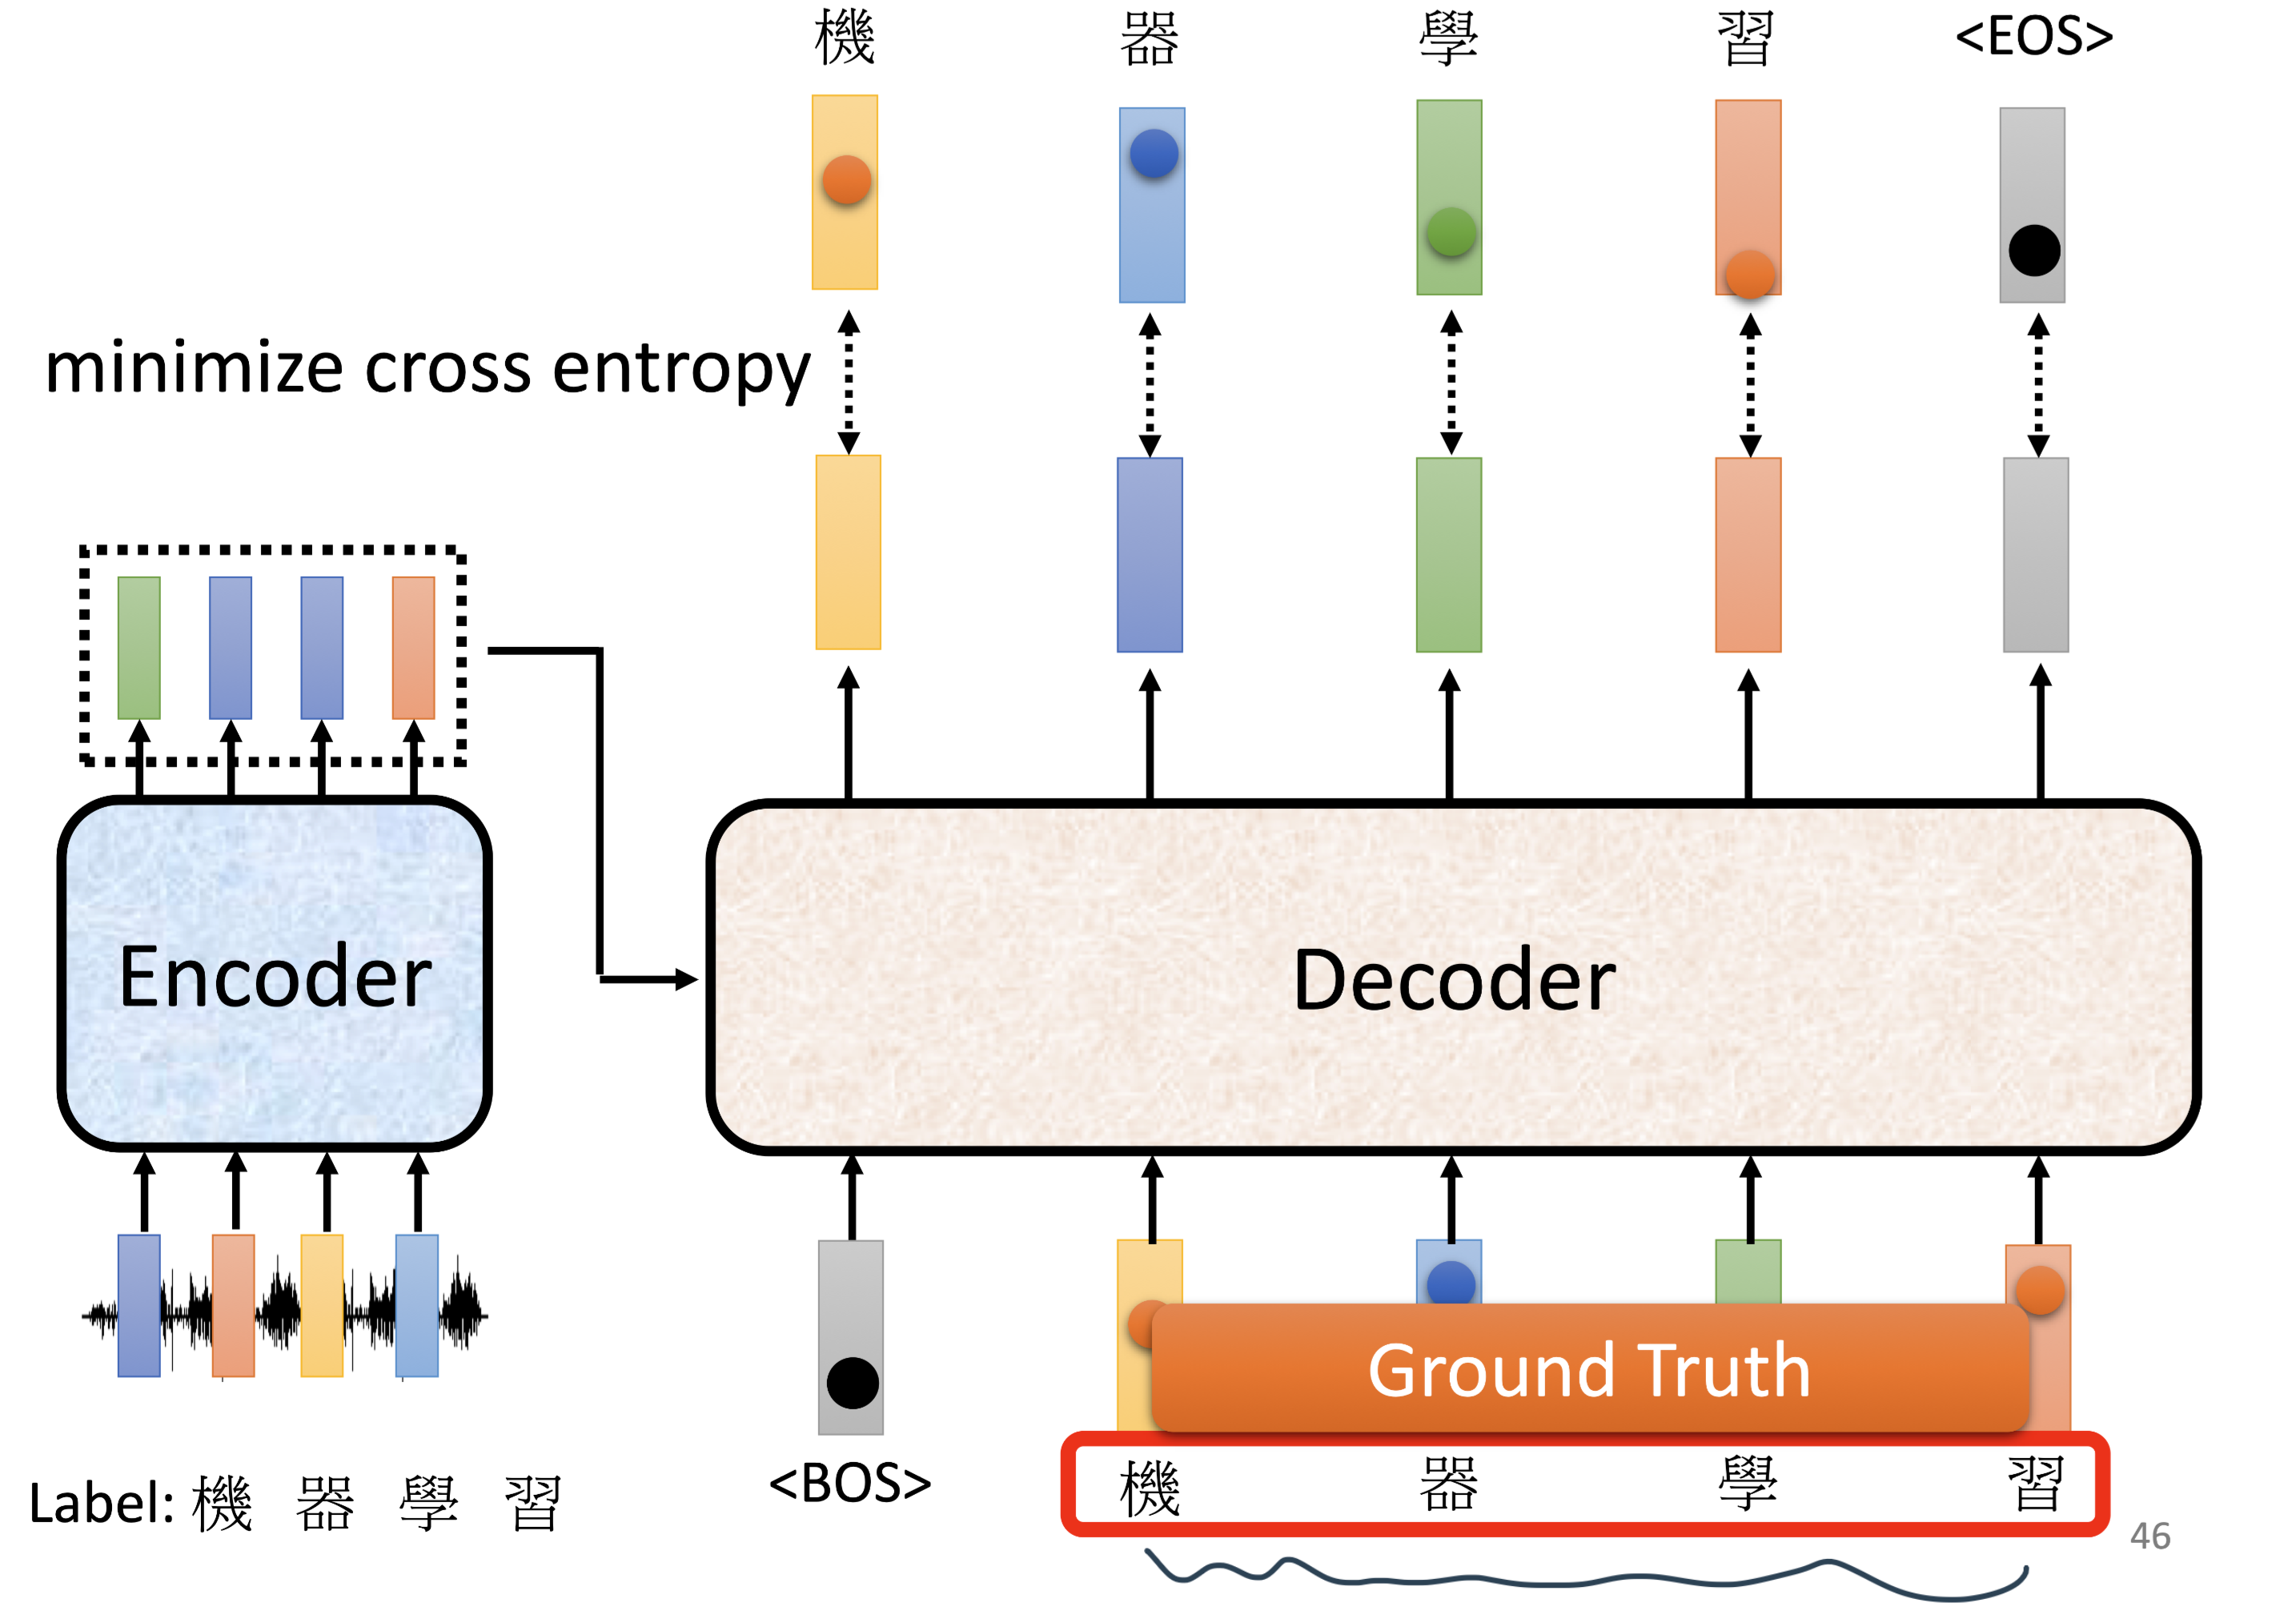 機 器 學 習 <EOS>
minimize cross entropy
Encoder
Decoder
Ground Truth
<BOS> 機 器 學 習
Label: 機 器 學 習
46